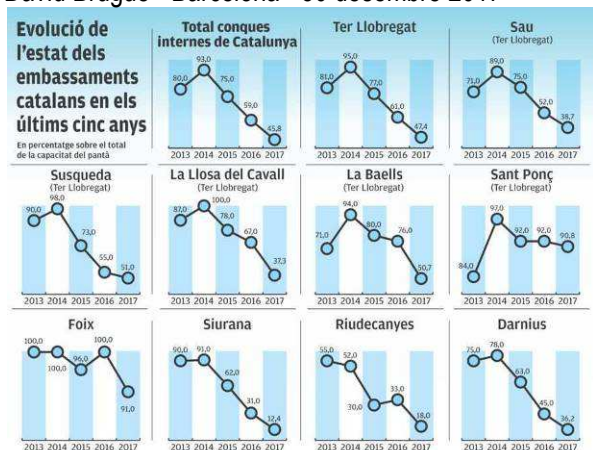 Evolució de
l'estat dels
embassaments
catalans en els
últims cinc anys
En percentatge sobre el total
de la capacitat del pantà
Total conques
internes de Catalunya
80,0 93,0 75,0 59,0 45,8
2013 2014 2015 2016 2017
Ter Llobregat
81,0 95,0 77,0 61,0 47,4
2013 2014 2015 2016 2017
Sau
(Ter Llobregat)
71,0 89,0 75,0 52,0 38,7
2013 2014 2015 2016 2017
Susqueda
(Ter Llobregat)
90,0 98,0 73,0 55,0 51,0
2013 2014 2015 2016 2017
La Llosa del Cavall
(Ter Llobregat)
87,0 100,0 78,0 67,0 37,3
2013 2014 2015 2016 2017
La Baells
(Ter Llobregat)
71,0 94,0 80,0 76,0 50,7
2013 2014 2015 2016 2017
Sant Ponç
(Ter Llobregat)
84,0 97,0 92,0 92,0 90,8
2013 2014 2015 2016 2017
Foix
100,0 100,0 96,0 100,0 91,0
2013 2014 2015 2016 2017
Siurana
90,0 91,0 62,0 31,0 12,4
2013 2014 2015 2016 2017
Riudecanyes
55,0 52,0 30,0 33,0 18,0
2013 2014 2015 2016 2017
Darnius
75,0 78,0 63,0 45,0 36,2
2013 2014 2015 2016 2017